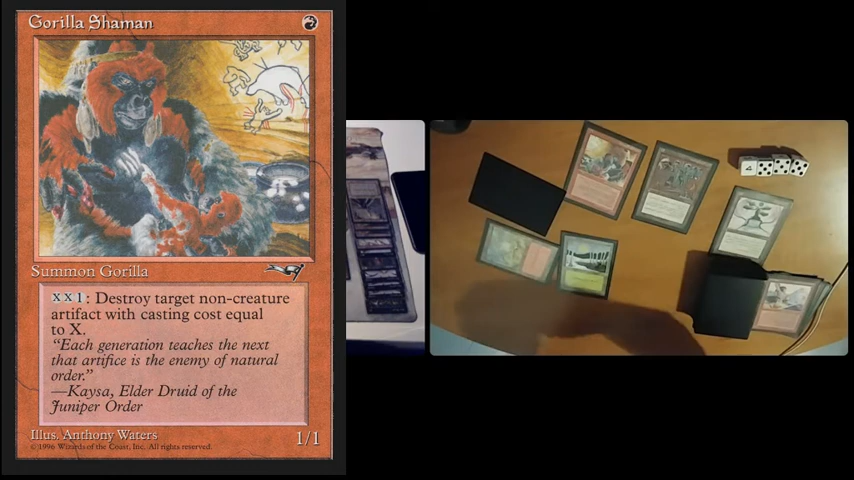 Gorilla Shaman
Summon Gorilla
X X 1: Destroy target non-creature
artifact with casting cost equal
to X.
“Each generation teaches the next
that artifice is the enemy of natural
order.”
—Kaysa, Elder Druid of the
Juniper Order
Illus. Anthony Waters
1/1
© 1996 Wizards of the Coast, Inc. All rights reserved.